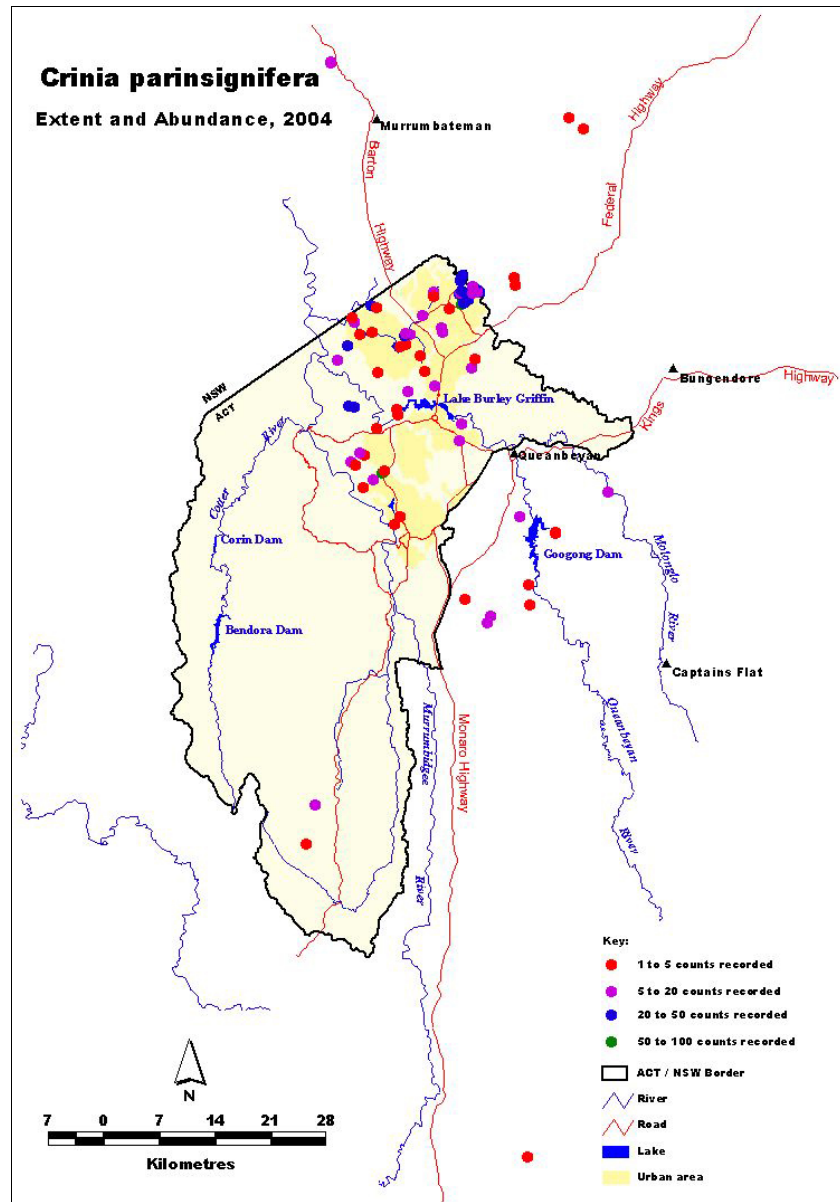 Crinia parinsignifera
Extent and Abundance, 2004
Murrumbateman
Barton
Highway
Federal
Highway
NSW
ACT
Lake Burley Griffin
Bungendore
Kings
Highway
Queanbeyan
Cotter
River
Corin Dam
Googong Dam
Molonglo
River
Bendora Dam
Captains Flat
Murrumbidgee
River
Monaro Highway
Queanbeyan
River
Key:
1 to 5 counts recorded
5 to 20 counts recorded
20 to 50 counts recorded
50 to 100 counts recorded
ACT / NSW Border
River
Road
Lake
Urban area
N
7 0 7 14 21 28
Kilometres